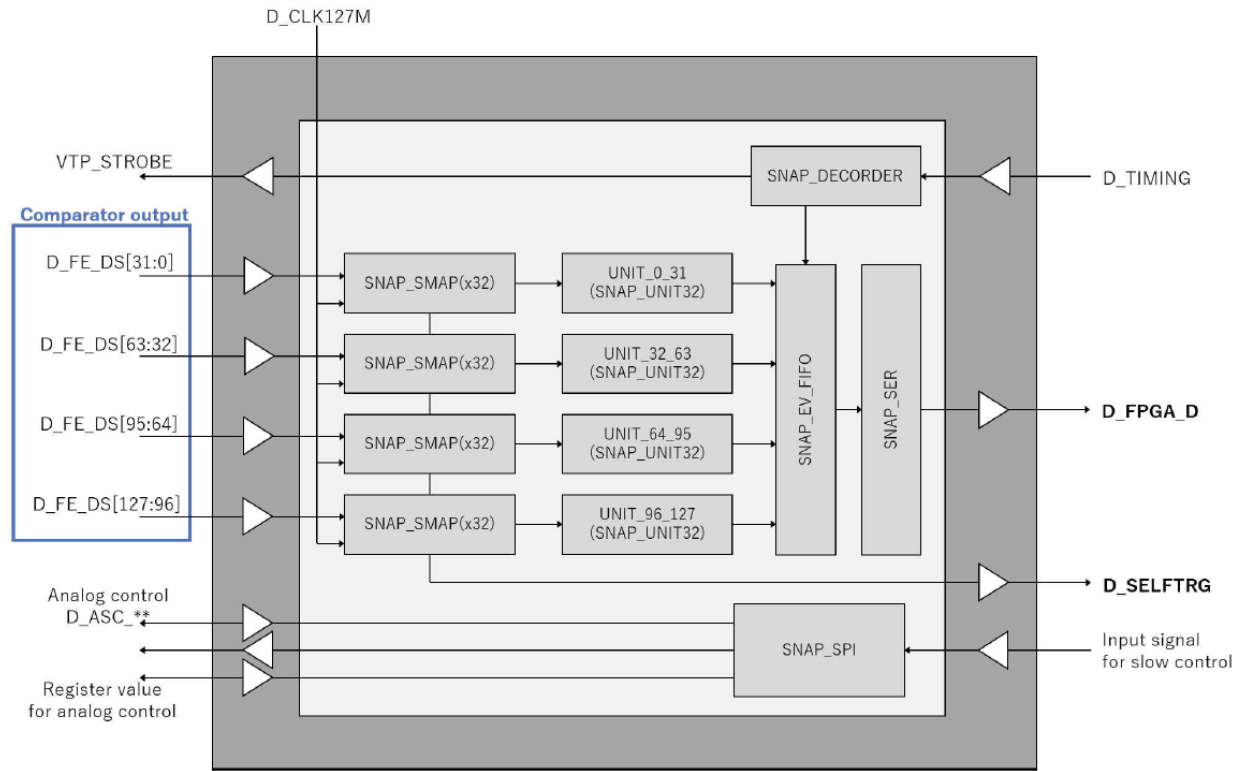 D_CLK127M
VTP_STROBE
SNAP_DECORDER
D_TIMING
Comparator output
D_FE_DS[31:0]
SNAP_SMAP(x32)
UNIT_0_31
(SNAP_UNIT32)
D_FE_DS[63:32]
SNAP_SMAP(x32)
UNIT_32_63
(SNAP_UNIT32)
D_FE_DS[95:64]
SNAP_SMAP(x32)
UNIT_64_95
(SNAP_UNIT32)
D_FE_DS[127:96]
SNAP_SMAP(x32)
UNIT_96_127
(SNAP_UNIT32)
SNAP_EV_FIFO
SNAP_SER
D_FPGA_D
D_SELFTRG
Analog control
D_ASC_**
SNAP_SPI
Input signal
for slow control
Register value
for analog control